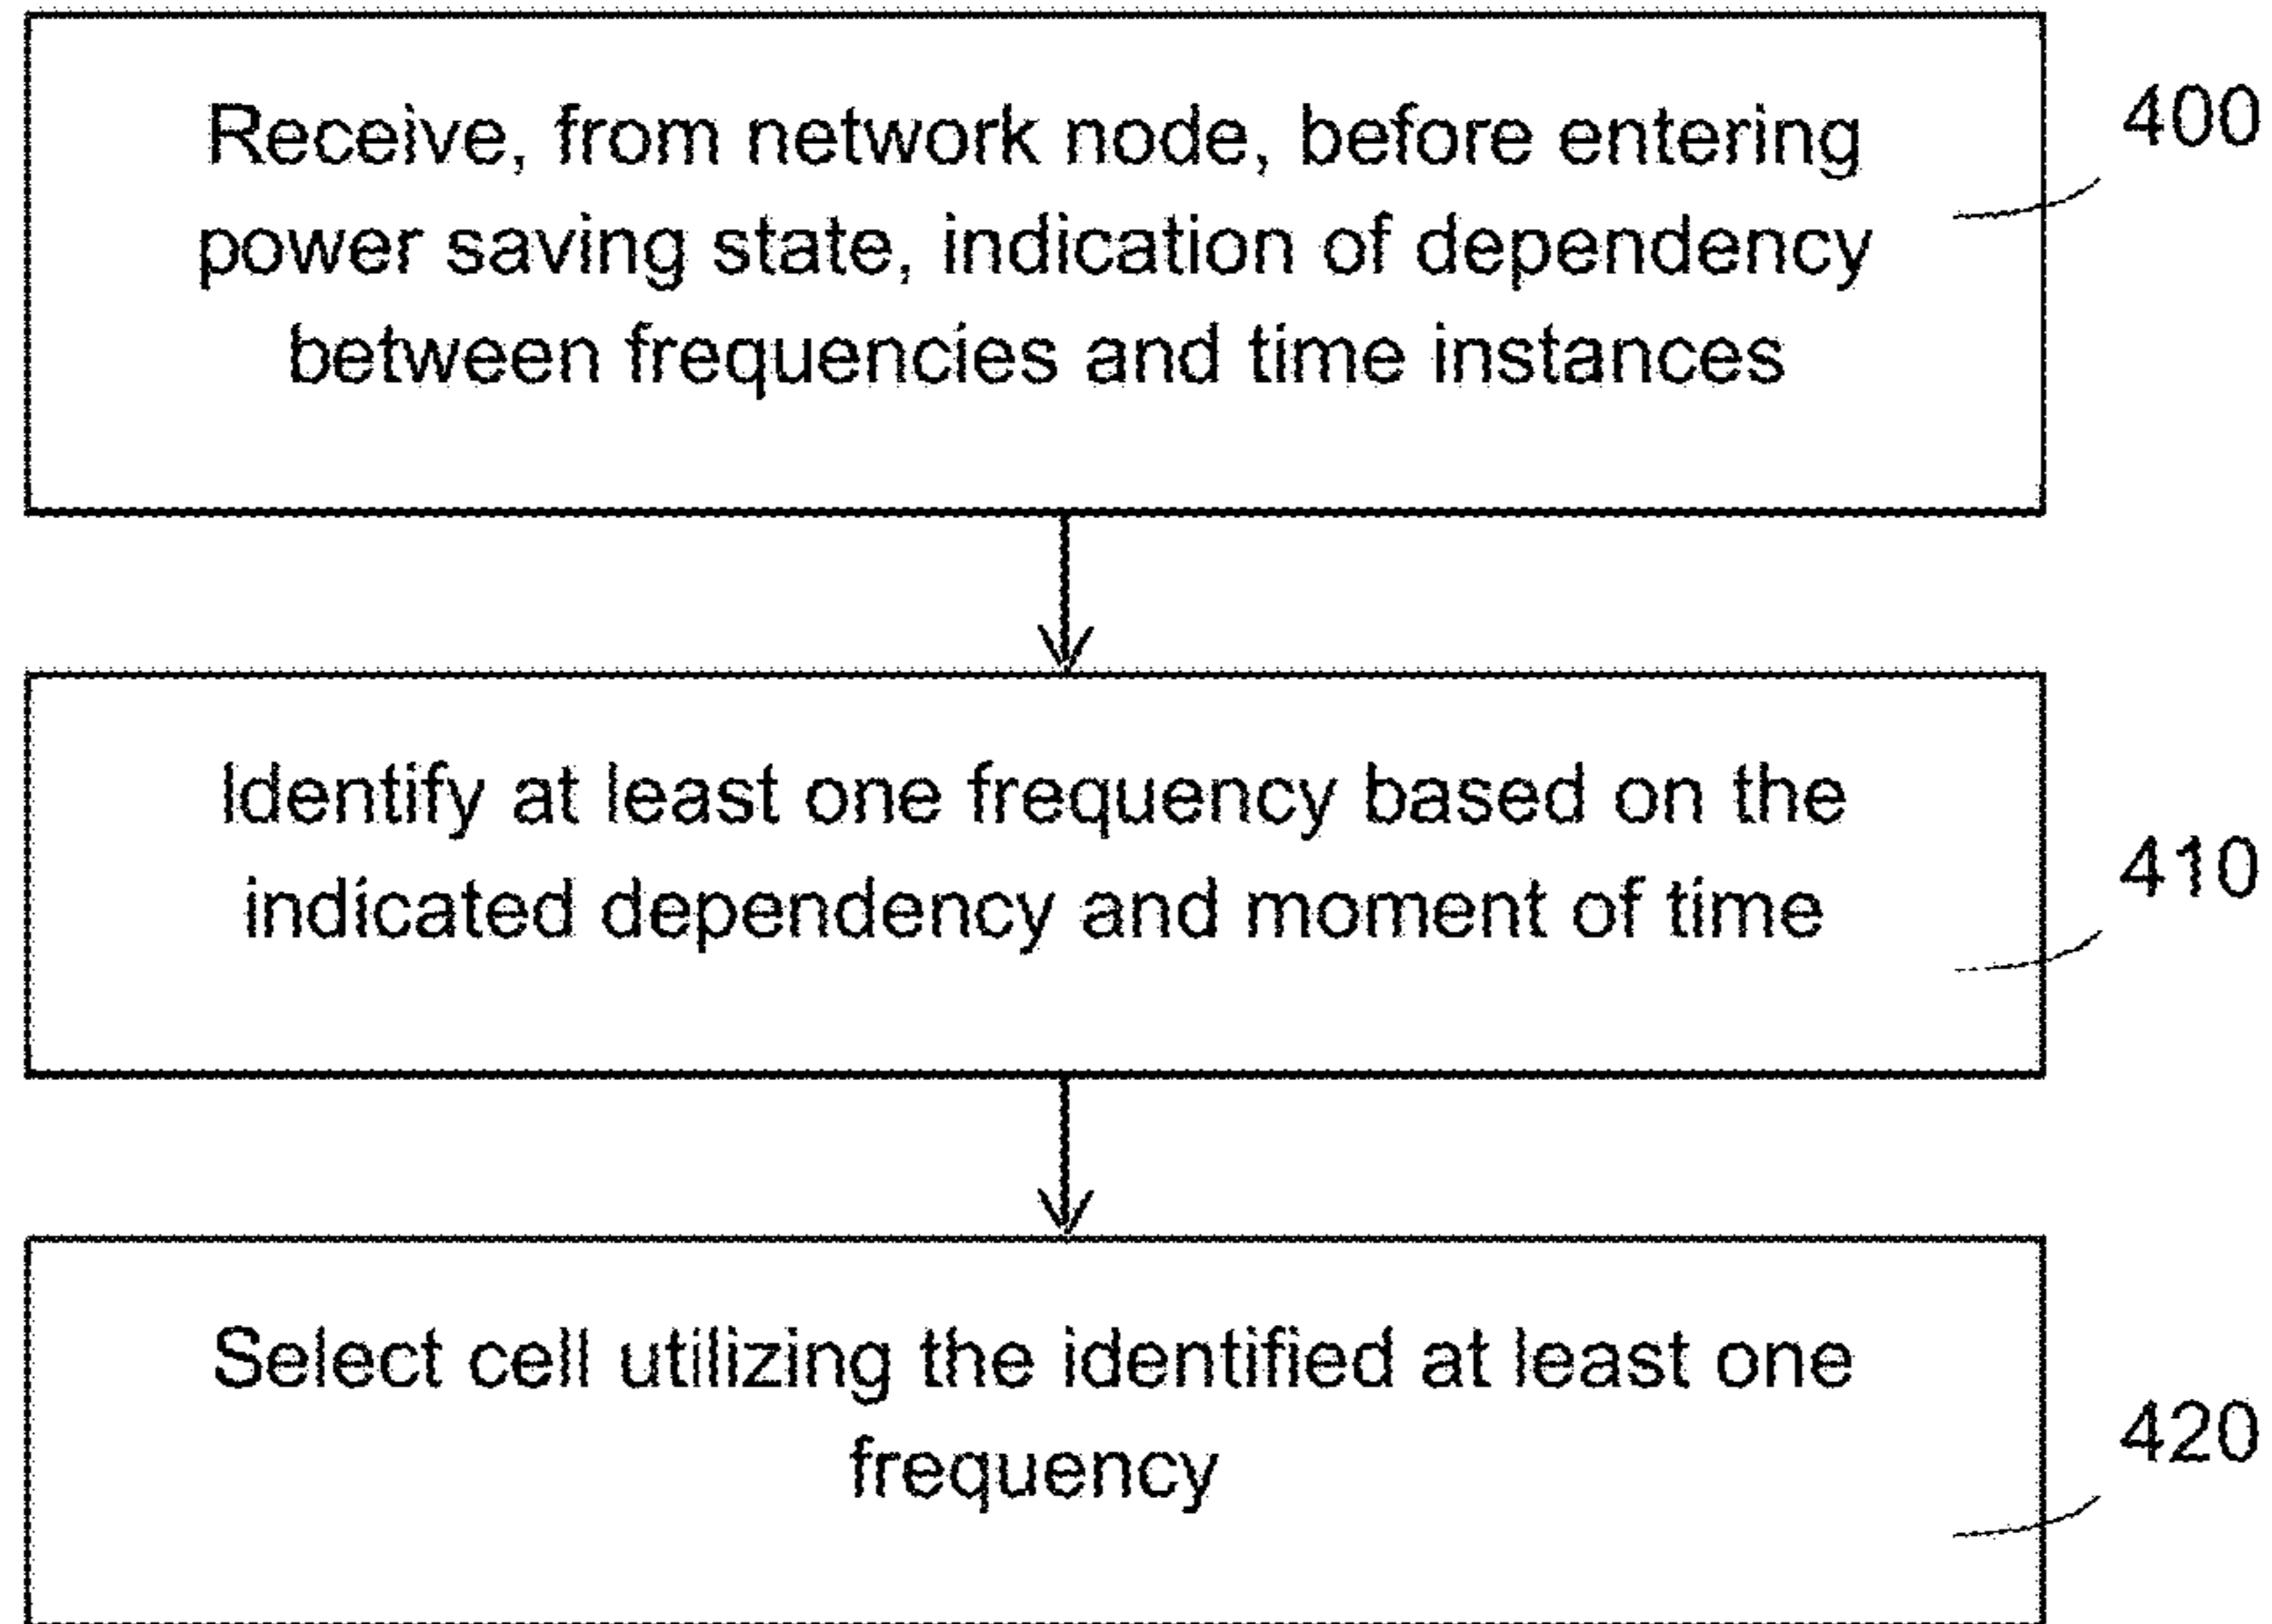 Receive, from network node, before entering
power saving state, indication of dependency
between frequencies and time instances
400
Identify at least one frequency based on the
indicated dependency and moment of time
410
Select cell utilizing the identified at least one
frequency
420